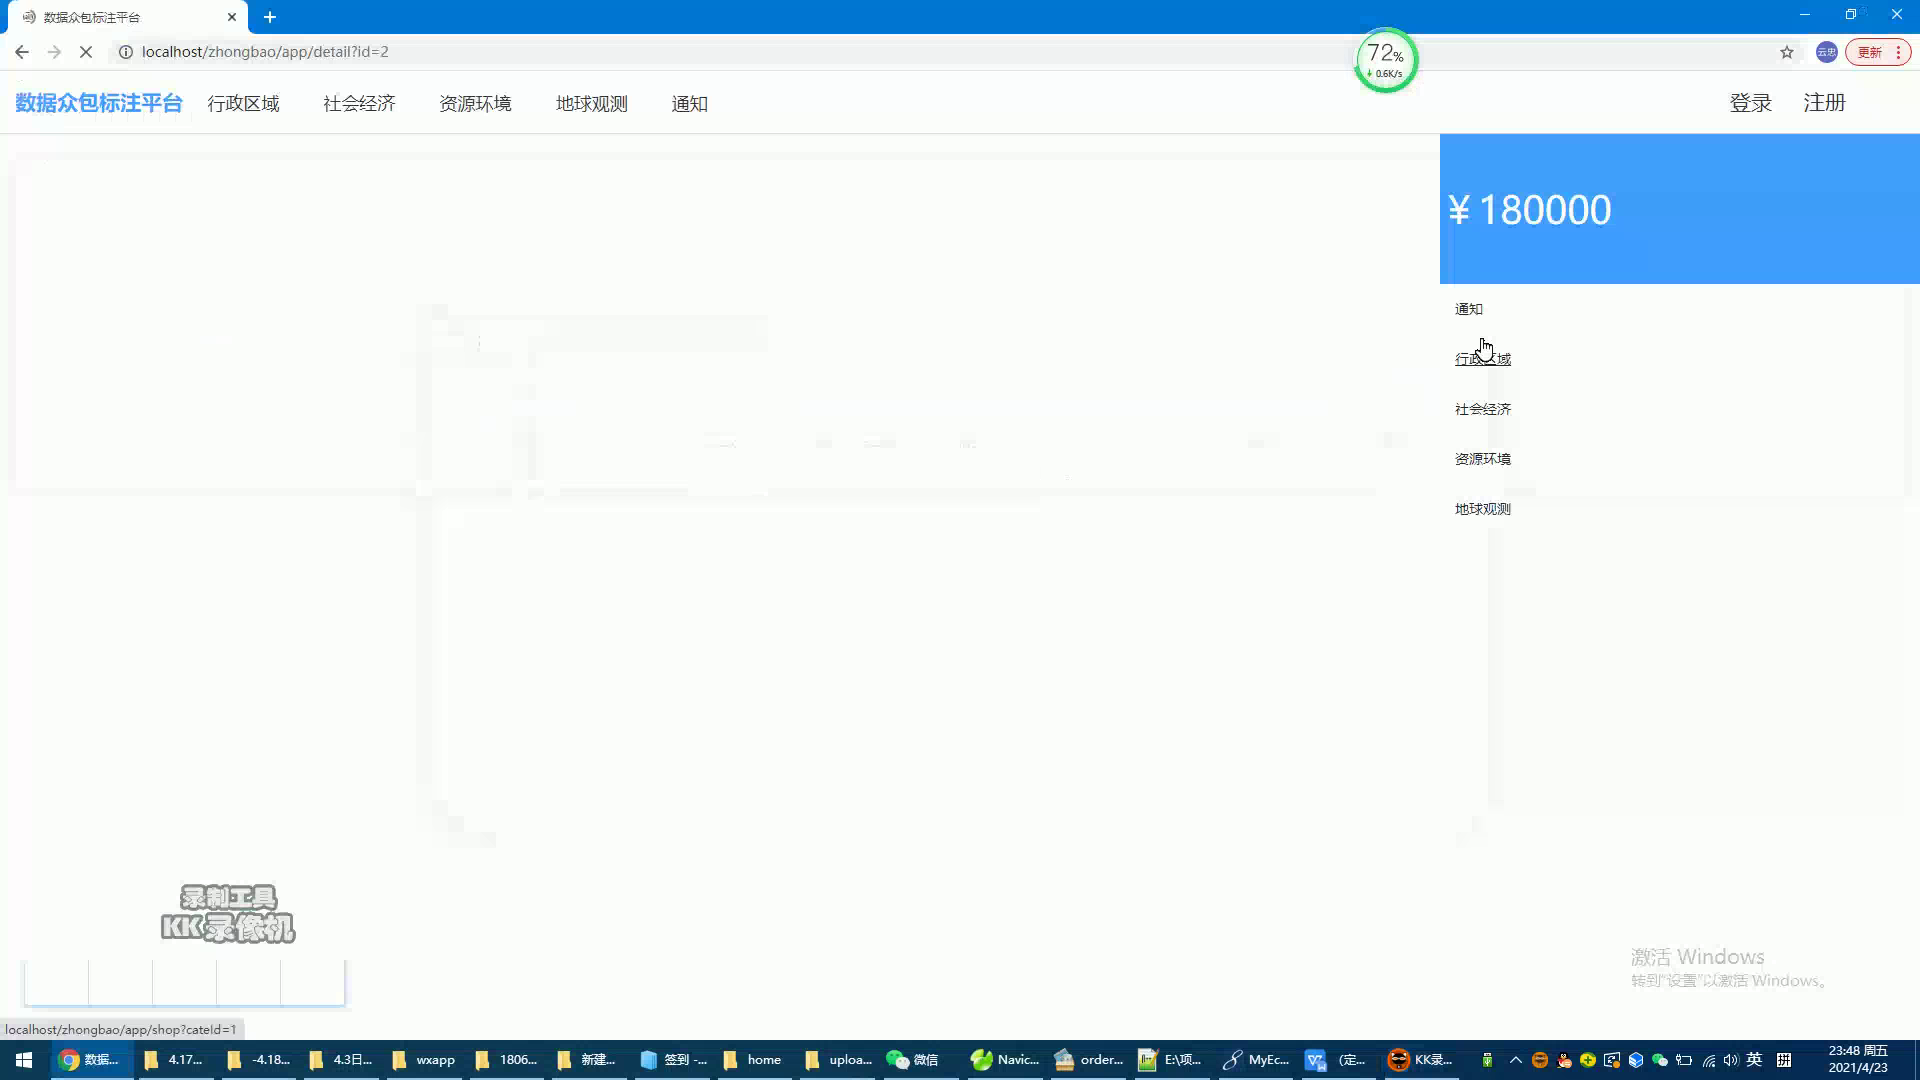 数据众包标注平台
localhost/zhongbao/app/detail?id=2
72%
0.6K/s
云忠
更新
数据众包标注平台 行政区域 社会经济 资源环境 地球观测 通知 登录 注册
¥ 180000
通知
行政区域
社会经济
资源环境
地球观测
录制工具
KK录像机
激活 Windows
转到"设置"以激活 Windows。
localhost/zhongbao/app/shop?cateId=1
数据... 4.17... -4.18... 4.3日... wxapp 1806... 新建... 签到 -... home uploa... 微信 Navic... order... E:\项... MyEc... (定... KK录... 英 拼
23:48 周五
2021/4/23